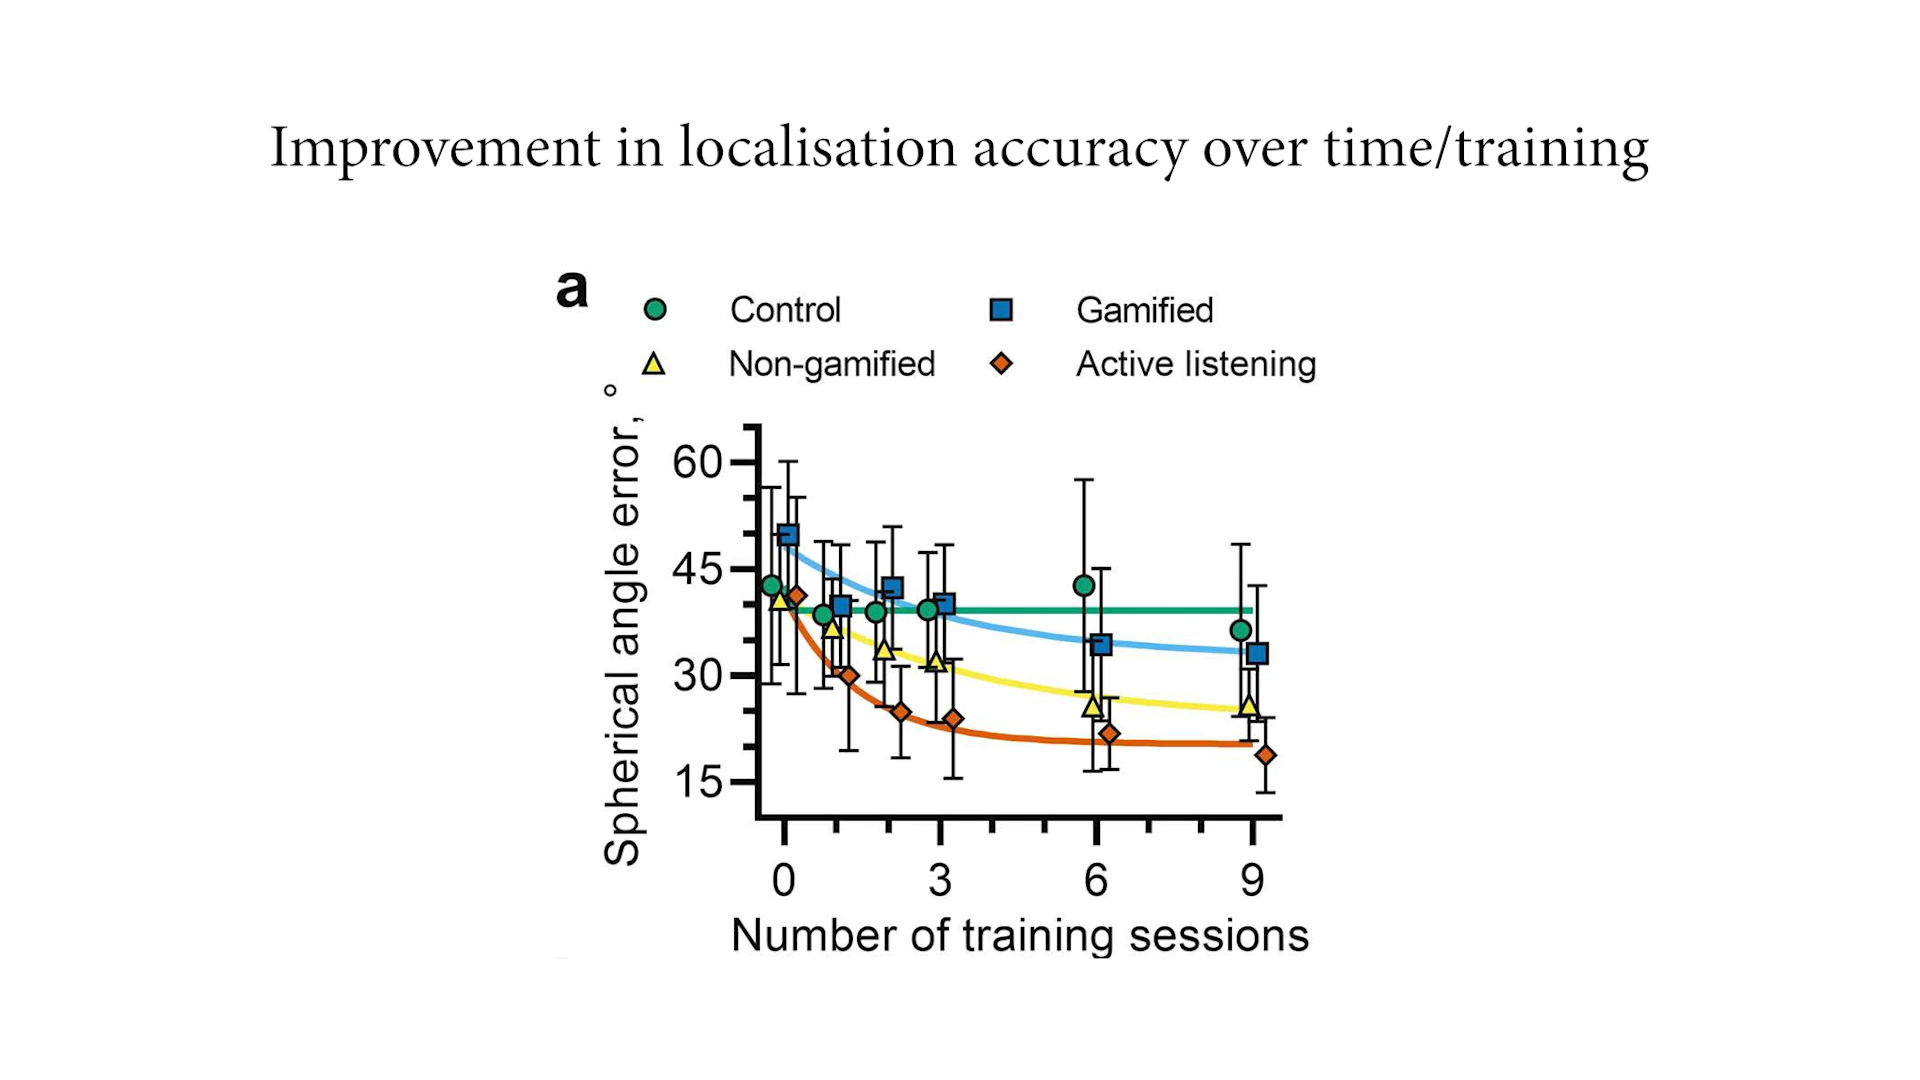 Improvement in localisation accuracy over time/training
a
Control
Gamified
Non-gamified
Active listening
Spherical angle error, °
60
45
30
15
0 3 6 9
Number of training sessions